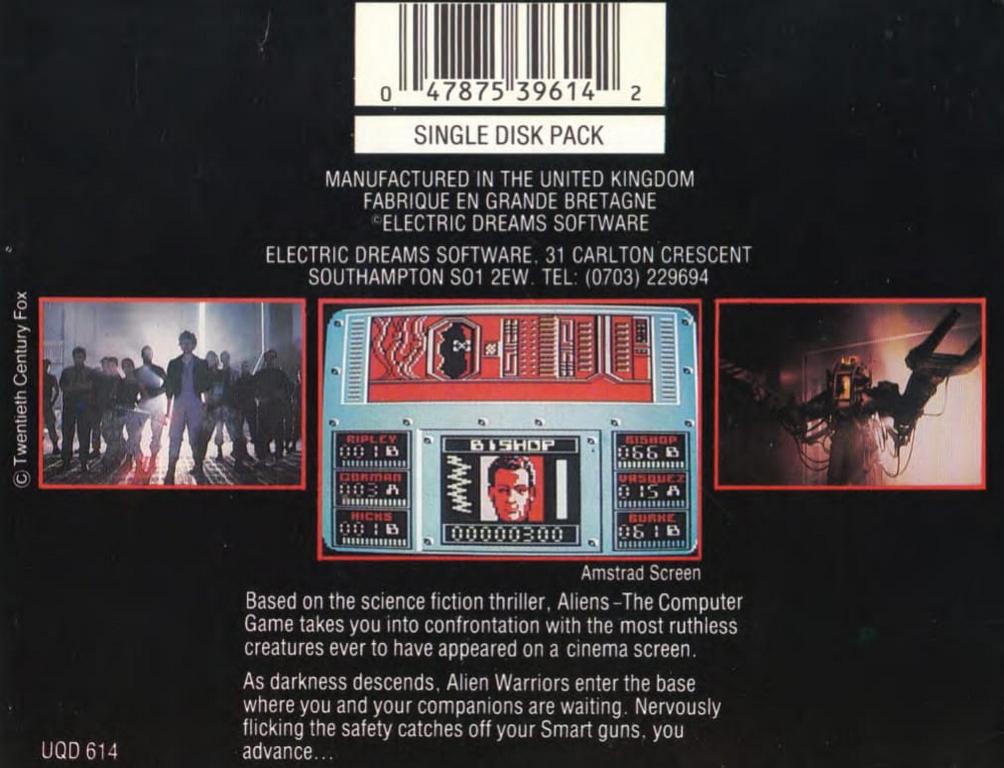 0 47875 39614 2
SINGLE DISK PACK
MANUFACTURED IN THE UNITED KINGDOM
FABRIQUE EN GRANDE BRETAGNE
©ELECTRIC DREAMS SOFTWARE
ELECTRIC DREAMS SOFTWARE. 31 CARLTON CRESCENT
SOUTHAMPTON SO1 2EW. TEL: (0703) 229694
© Twentieth Century Fox
RIPLEY
001B
GORMAN
003 A
HICKS
001B
BISHOP
00000300
BISHOP
066 B
VASQUEZ
015 A
BURKE
061B
Amstrad Screen
Based on the science fiction thriller, Aliens –The Computer
Game takes you into confrontation with the most ruthless
creatures ever to have appeared on a cinema screen.
As darkness descends, Alien Warriors enter the base
where you and your companions are waiting. Nervously
flicking the safety catches off your Smart guns, you
advance...
UQD 614